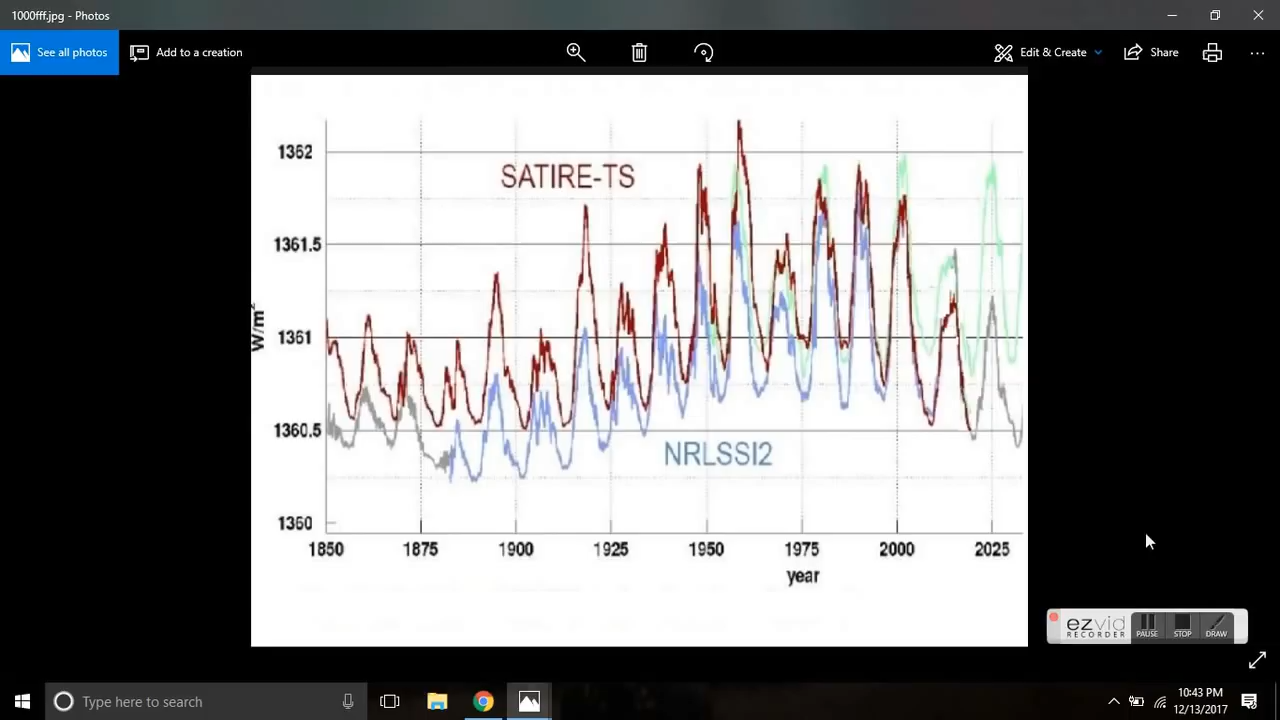 1000fff.jpg - Photos
See all photos
Add to a creation
Edit & Create
Share
1362
SATIRE-TS
1361.5
W/m²
1361
1360.5
NRLSSI2
1360
1850 1875 1900 1925 1950 1975 2000 2025
year
ezvid
RECORDER
PAUSE STOP DRAW
Type here to search
10:43 PM
12/13/2017